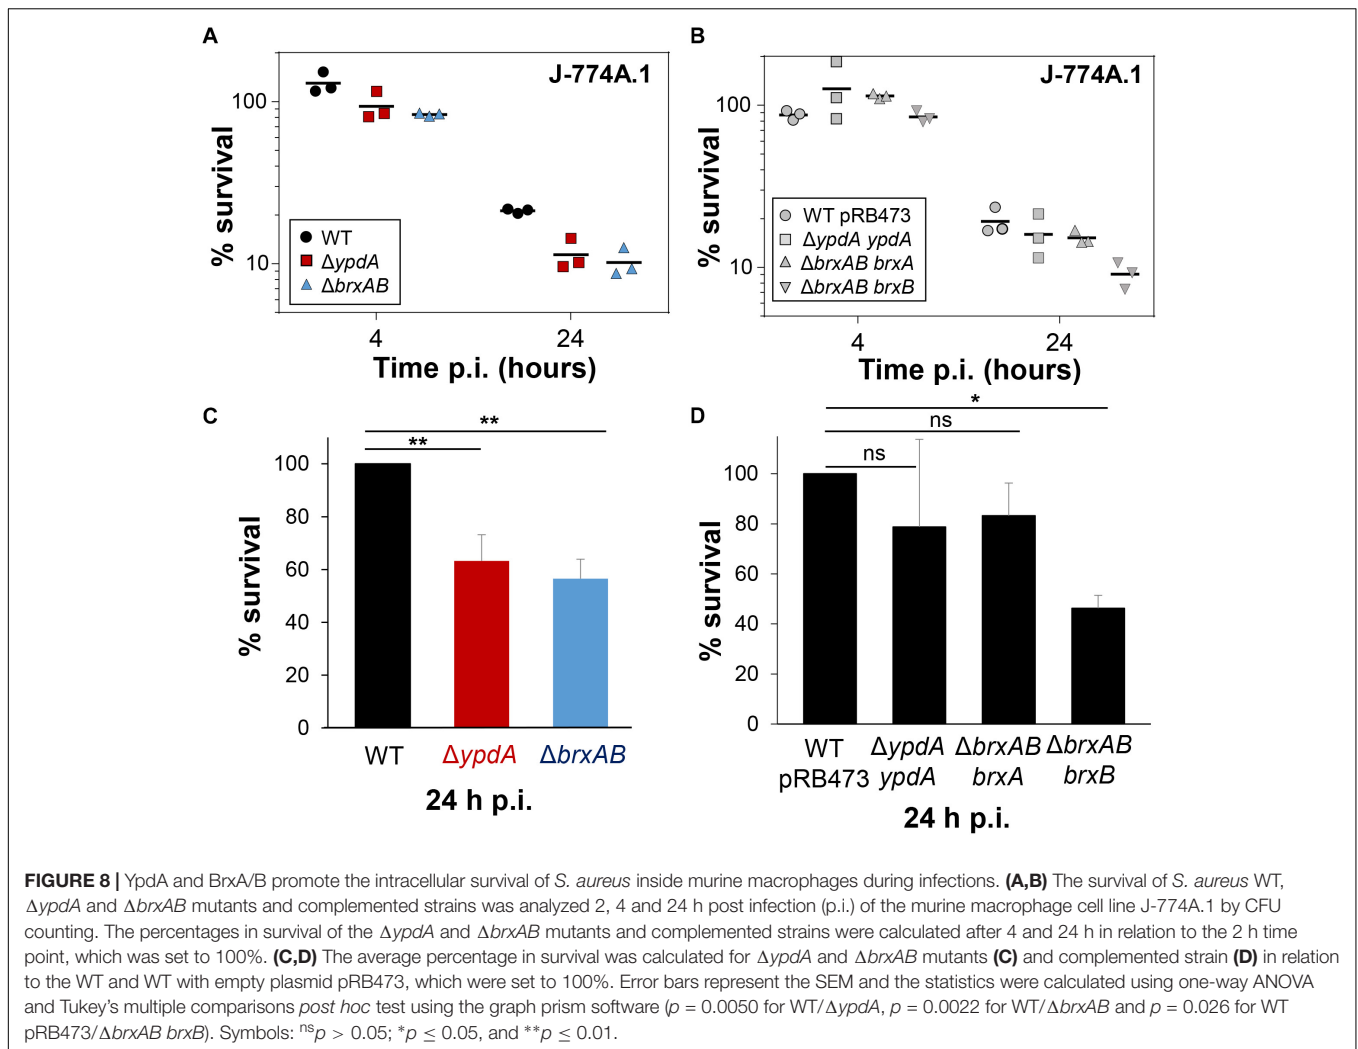 A
J-774A.1
% survival
100
10
WT
ΔypdA
ΔbrxAB
4
24
Time p.i. (hours)
B
J-774A.1
% survival
100
10
WT pRB473
ΔypdA ypdA
ΔbrxAB brxA
ΔbrxAB brxB
4
24
Time p.i. (hours)
C
**
**
% survival
100
80
60
40
20
0
WT
ΔypdA
ΔbrxAB
24 h p.i.
D
*
ns
ns
% survival
100
80
60
40
20
0
WT ΔypdA ΔbrxAB ΔbrxAB
pRB473 ypdA brxA brxB
24 h p.i.
FIGURE 8 | YpdA and BrxA/B promote the intracellular survival of S. aureus inside murine macrophages during infections. (A,B) The survival of S. aureus WT,
ΔypdA and ΔbrxAB mutants and complemented strains was analyzed 2, 4 and 24 h post infection (p.i.) of the murine macrophage cell line J-774A.1 by CFU
counting. The percentages in survival of the ΔypdA and ΔbrxAB mutants and complemented strains were calculated after 4 and 24 h in relation to the 2 h time
point, which was set to 100%. (C,D) The average percentage in survival was calculated for ΔypdA and ΔbrxAB mutants (C) and complemented strain (D) in relation
to the WT and WT with empty plasmid pRB473, which were set to 100%. Error bars represent the SEM and the statistics were calculated using one-way ANOVA
and Tukey's multiple comparisons post hoc test using the graph prism software (p = 0.0050 for WT/ΔypdA, p = 0.0022 for WT/ΔbrxAB and p = 0.026 for WT
pRB473/ΔbrxAB brxB). Symbols: ns p > 0.05; *p ≤ 0.05, and **p ≤ 0.01.